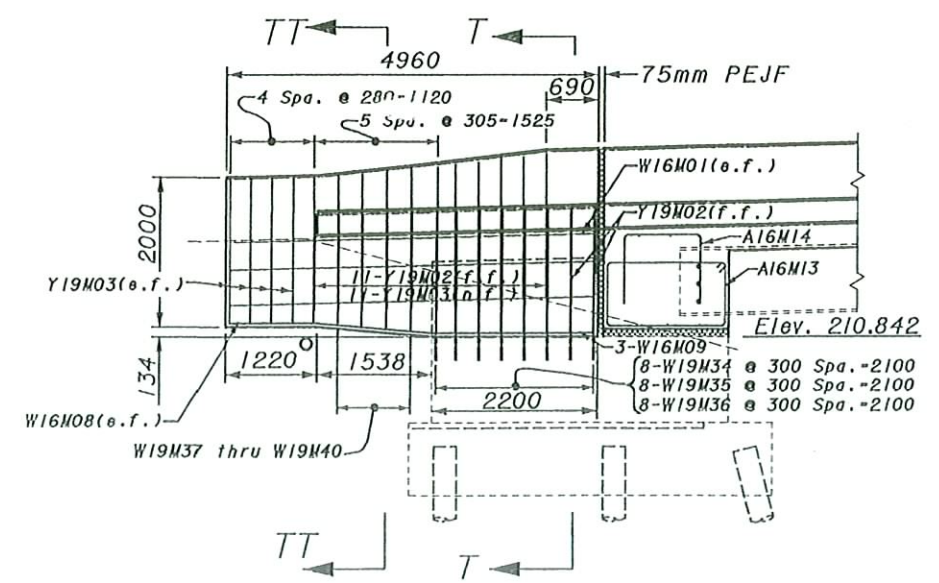 TT
T
4960
75mm PEJF
690
4 Spa. @ 280=1120
5 Spa. @ 305=1525
W16M01(e.f.)
Y19M02(f.f.)
2000
A16M14
A16M13
Y19M03(e.f.)
11-Y19M02(f.f.)
11-Y19M03(n.f.)
Elev. 210.842
134
1220
1538
3-W16M09
8-W19M34 @ 300 Spa.=2100
8-W19M35 @ 300 Spa.=2100
8-W19M36 @ 300 Spa.=2100
2200
W16M08(e.f.)
W19M37 thru W19M40
TT
T